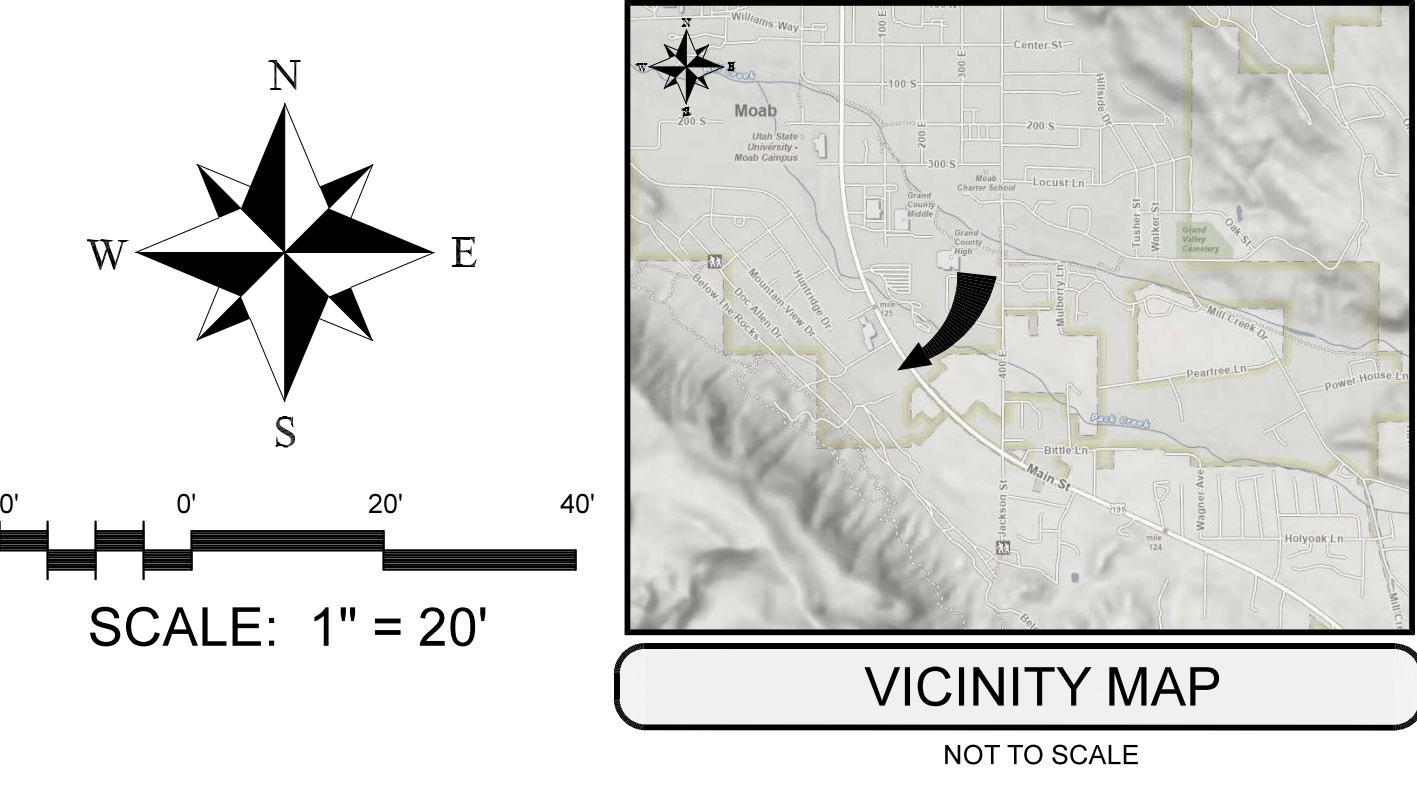 N
W
E
S
0'
0'
20'
40'
SCALE: 1" = 20'
N
W
Williams Way
100 E
Center St
300 E
Creek
100 S
Hillside Dr
Moab
200 S
200 E
200 S
Utah State
University -
Moab Campus
300 S
Moab
Charter School
Locust Ln
Grand
County
Middle
Tusher St
Walker St
Oak St
Grand
Valley
Cemetery
Grand
County
High
Huntridge Dr
Mountain View Dr
Doc Allen Dr
Below The Rocks
Mulberry Ln
mile
125
Mill Creek Dr
400 E
Peartree Ln
Power House Ln
Pack Creek
Bittle Ln
Main St
Jackson St
Wagner Ave
191
mile
124
Holyoak Ln
VICINITY MAP
NOT TO SCALE